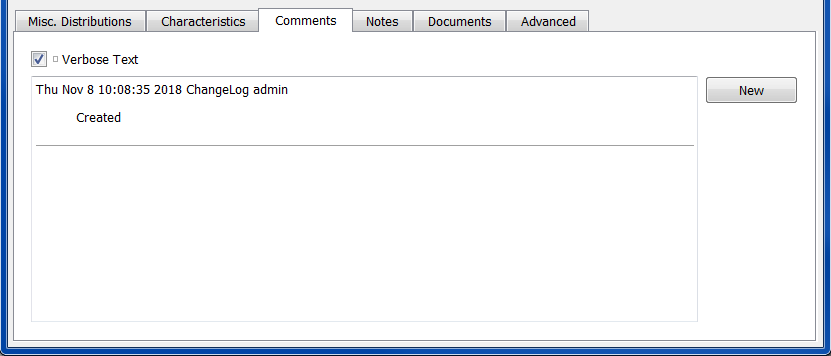 Misc. Distributions Characteristics Comments Notes Documents Advanced
Verbose Text
Thu Nov 8 10:08:35 2018 ChangeLog admin
New
Created